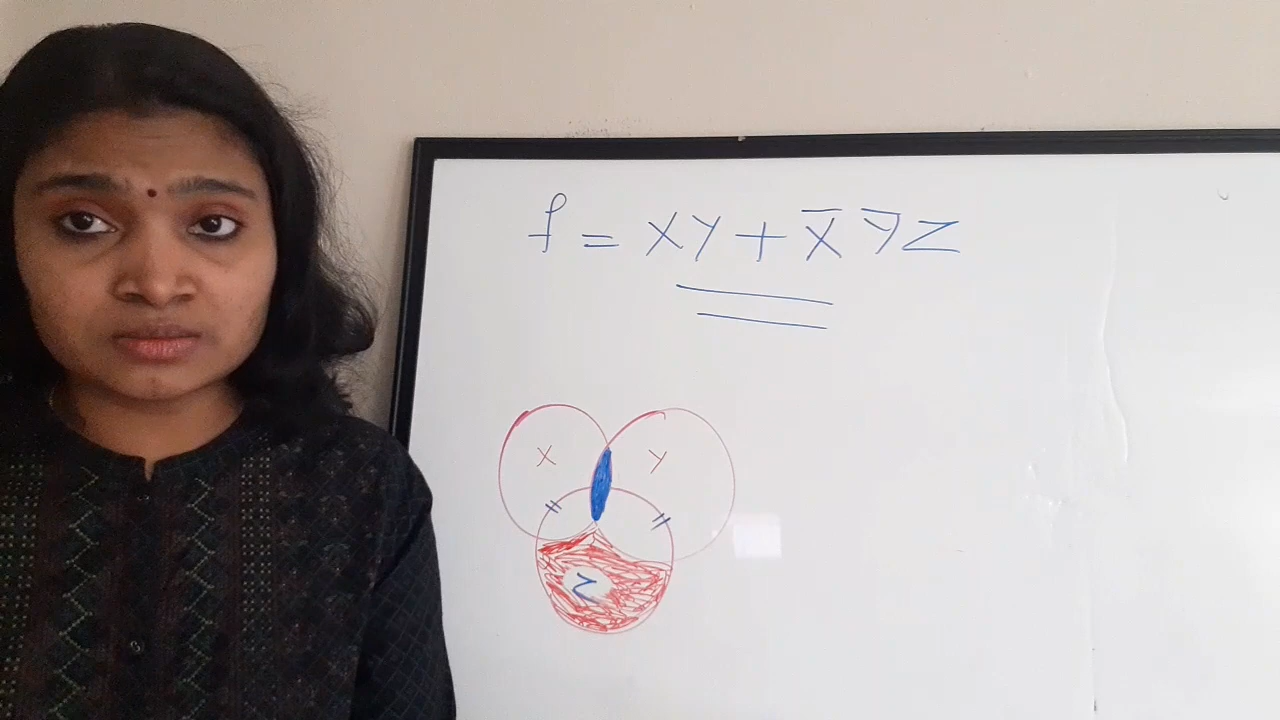 f = XY + X̅ Y̅ Z
X Y
Z